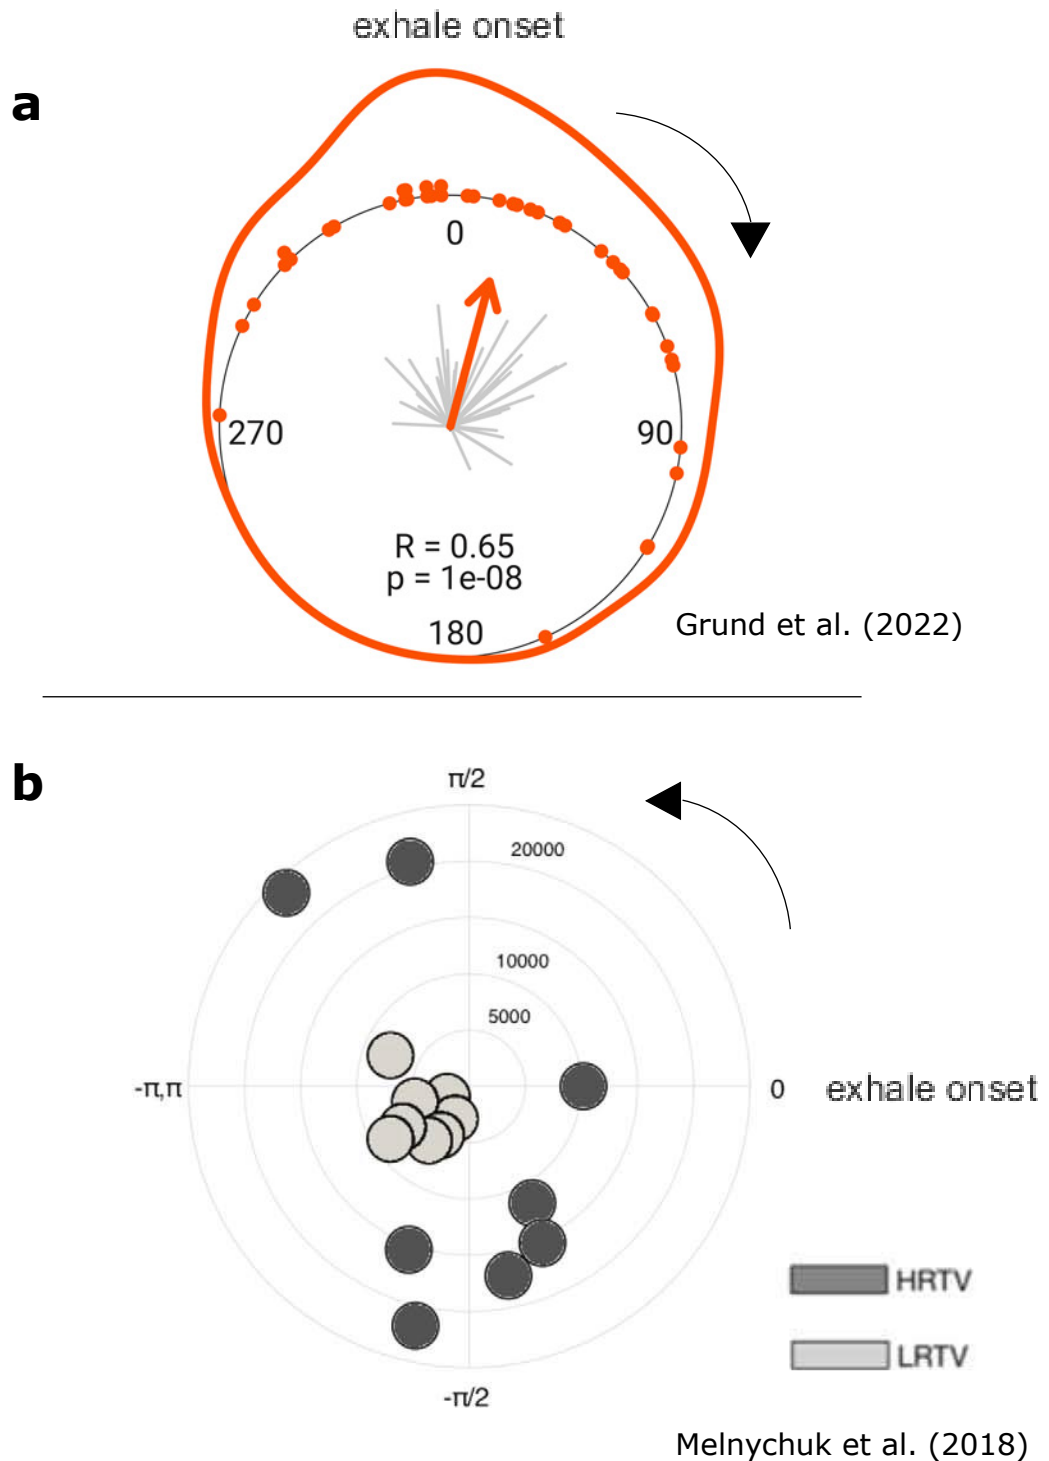 exhale onset
a
0
270
90
R = 0.65
p = 1e-08
180
Grund et al. (2022)
b
π/2
20000
10000
5000
-π,π
0
exhale onset
HRTV
LRTV
-π/2
Melnychuk et al. (2018)